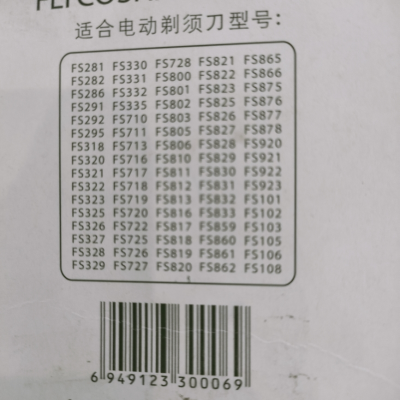 适合电动剃须刀型号：
FS281 FS330 FS728 FS821 FS865
FS282 FS331 FS800 FS822 FS866
FS286 FS332 FS801 FS823 FS875
FS291 FS335 FS802 FS825 FS876
FS292 FS710 FS803 FS826 FS877
FS295 FS711 FS805 FS827 FS878
FS318 FS713 FS806 FS828 FS920
FS320 FS716 FS810 FS829 FS921
FS321 FS717 FS811 FS830 FS922
FS322 FS718 FS812 FS831 FS923
FS323 FS719 FS813 FS832 FS101
FS325 FS720 FS816 FS833 FS102
FS326 FS722 FS817 FS859 FS103
FS327 FS725 FS818 FS860 FS105
FS328 FS726 FS819 FS861 FS106
FS329 FS727 FS820 FS862 FS108
6 949123 300069